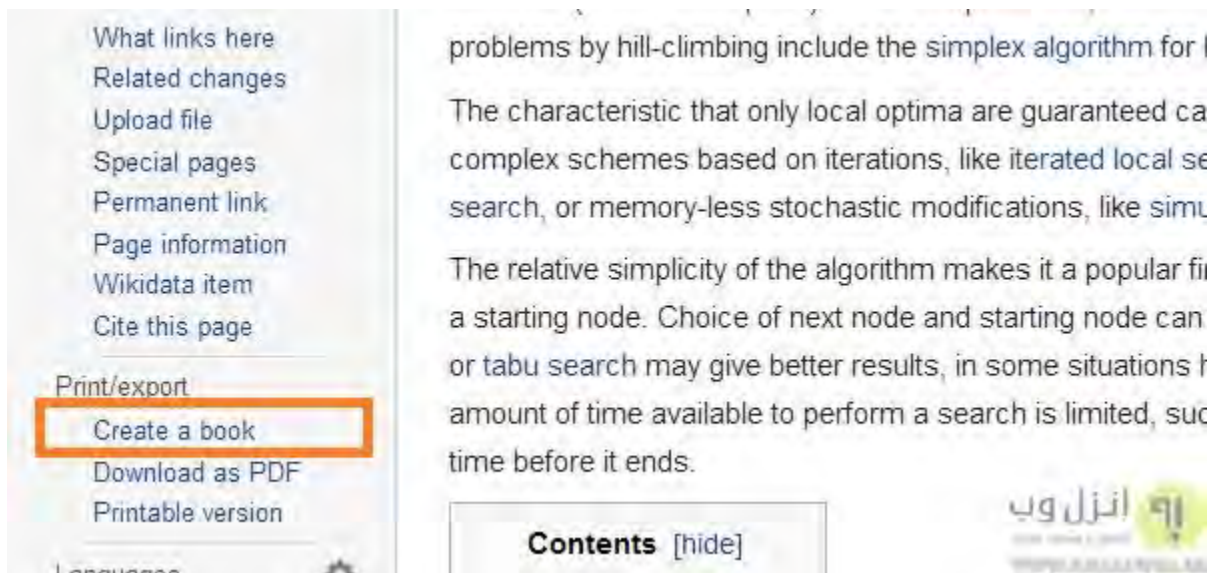 What links here
Related changes
Upload file
Special pages
Permanent link
Page information
Wikidata item
Cite this page
Print/export
Create a book
Download as PDF
Printable version
Languages
problems by hill-climbing include the simplex algorithm for
The characteristic that only local optima are guaranteed ca
complex schemes based on iterations, like iterated local se
search, or memory-less stochastic modifications, like simu
The relative simplicity of the algorithm makes it a popular fi
a starting node. Choice of next node and starting node can
or tabu search may give better results, in some situations h
amount of time available to perform a search is limited, suc
time before it ends.
Contents [hide]
انزل وب